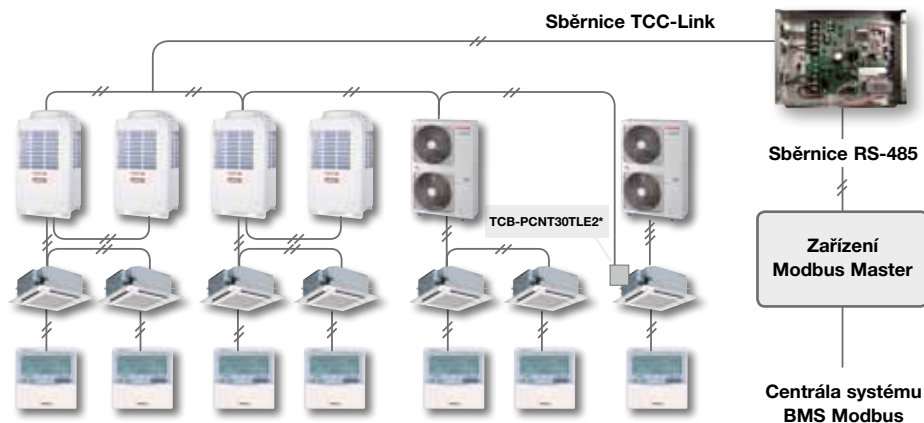 Sběrnice TCC-Link
Sběrnice RS-485
TCB-PCNT30TLE2*
Zařízení
Modbus Master
Centrála systému
BMS Modbus